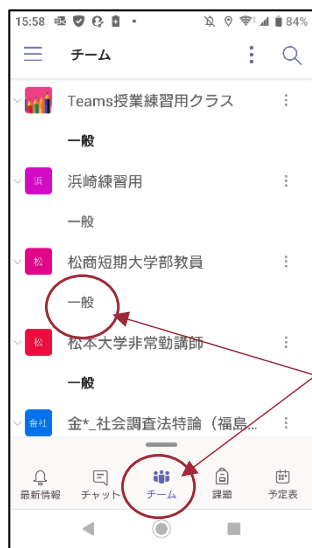 15:58 84%
チーム
Teams授業練習用クラス
一般
浜 浜崎練習用
一般
松 松商短期大学部教員
一般
松 松本大学非常勤講師
一般
金社 金*_社会調査法特論（福島...
最新情報 チャット チーム 課題 予定表